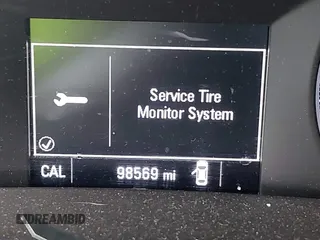 Service Tire
Monitor System
CAL 98569 mi
DREAMBID